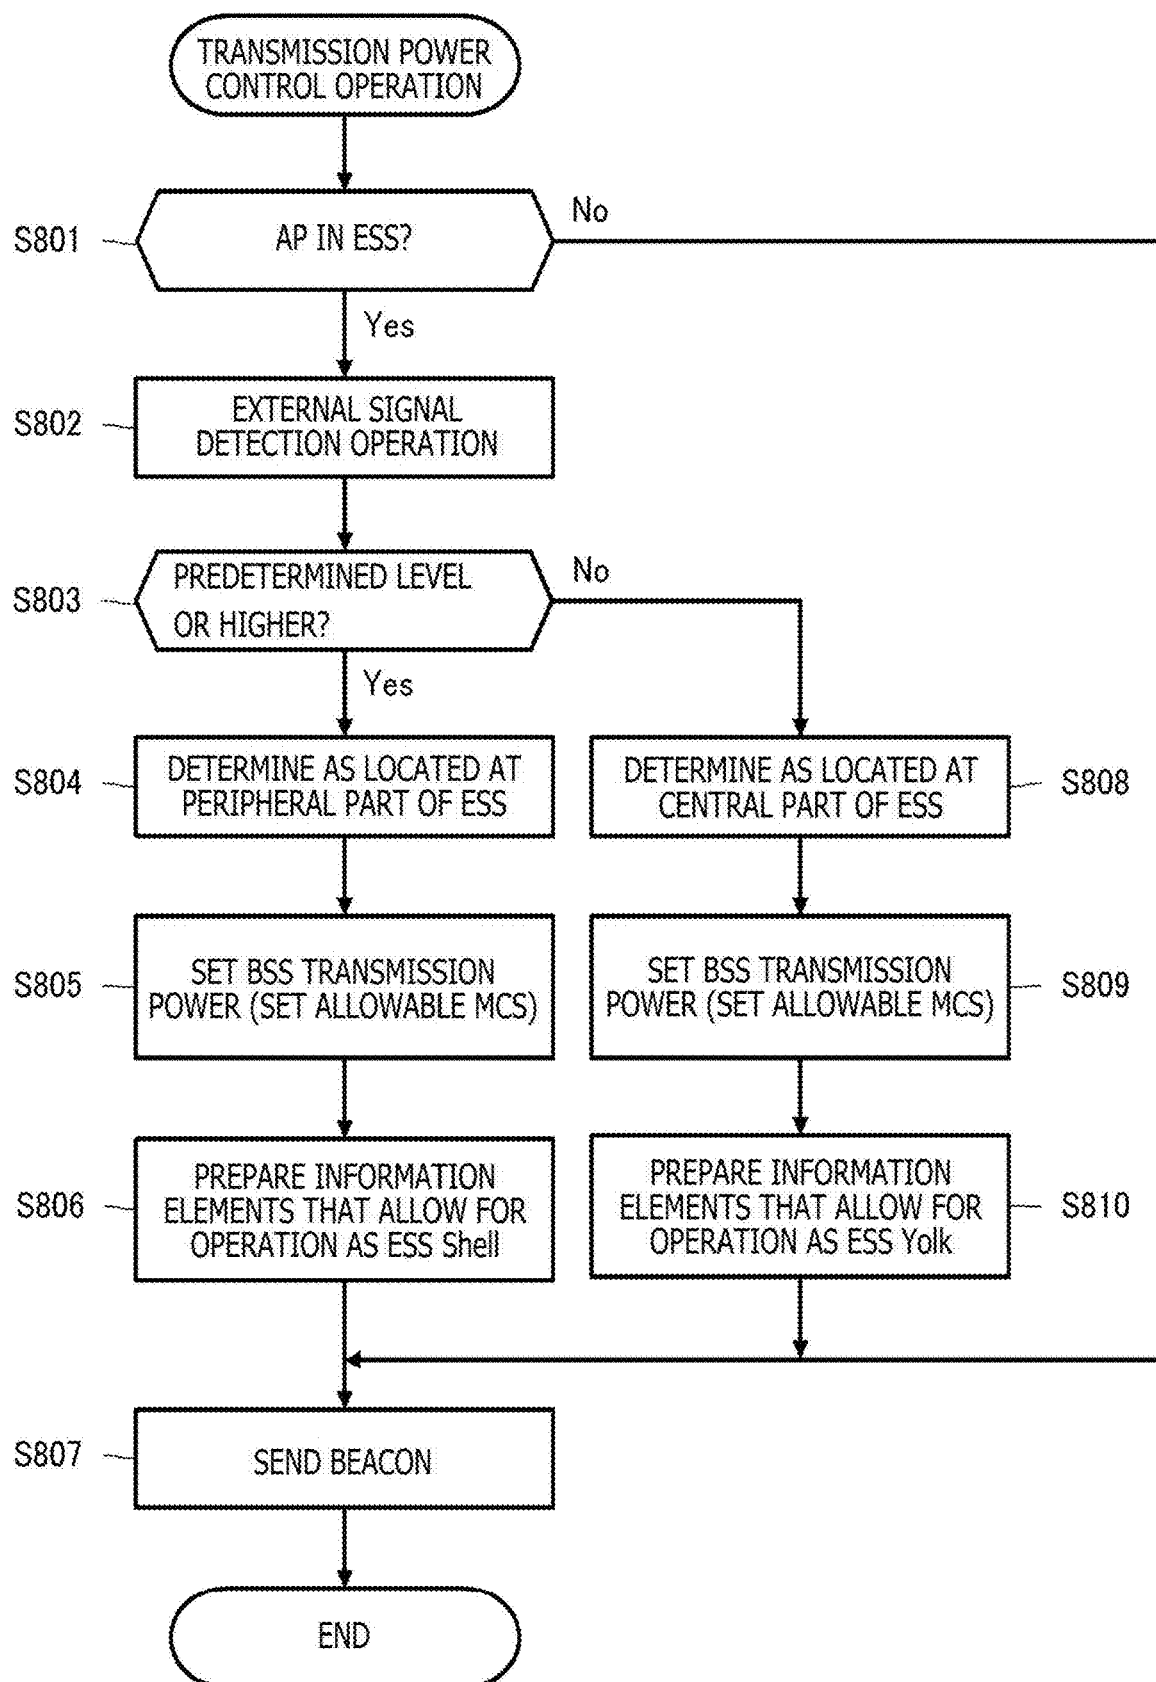 TRANSMISSION POWER
CONTROL OPERATION
S801
AP IN ESS?
No
Yes
S802
EXTERNAL SIGNAL
DETECTION OPERATION
S803
PREDETERMINED LEVEL
OR HIGHER?
No
Yes
S804
DETERMINE AS LOCATED AT
PERIPHERAL PART OF ESS
DETERMINE AS LOCATED AT
CENTRAL PART OF ESS
S808
S805
SET BSS TRANSMISSION
POWER (SET ALLOWABLE MCS)
SET BSS TRANSMISSION
POWER (SET ALLOWABLE MCS)
S809
S806
PREPARE INFORMATION
ELEMENTS THAT ALLOW FOR
OPERATION AS ESS Shell
PREPARE INFORMATION
ELEMENTS THAT ALLOW FOR
OPERATION AS ESS Yolk
S810
S807
SEND BEACON
END